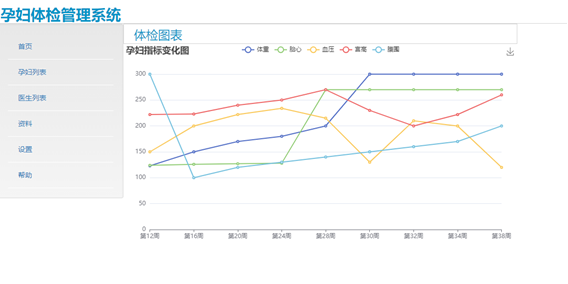 孕妇体检管理系统
首页
孕妇列表
医生列表
资料
设置
帮助
体检图表
孕妇指标变化图
体重 胎心 血压 宫高 腹围
300
250
200
150
100
50
0
第12周 第16周 第20周 第24周 第28周 第30周 第32周 第34周 第38周